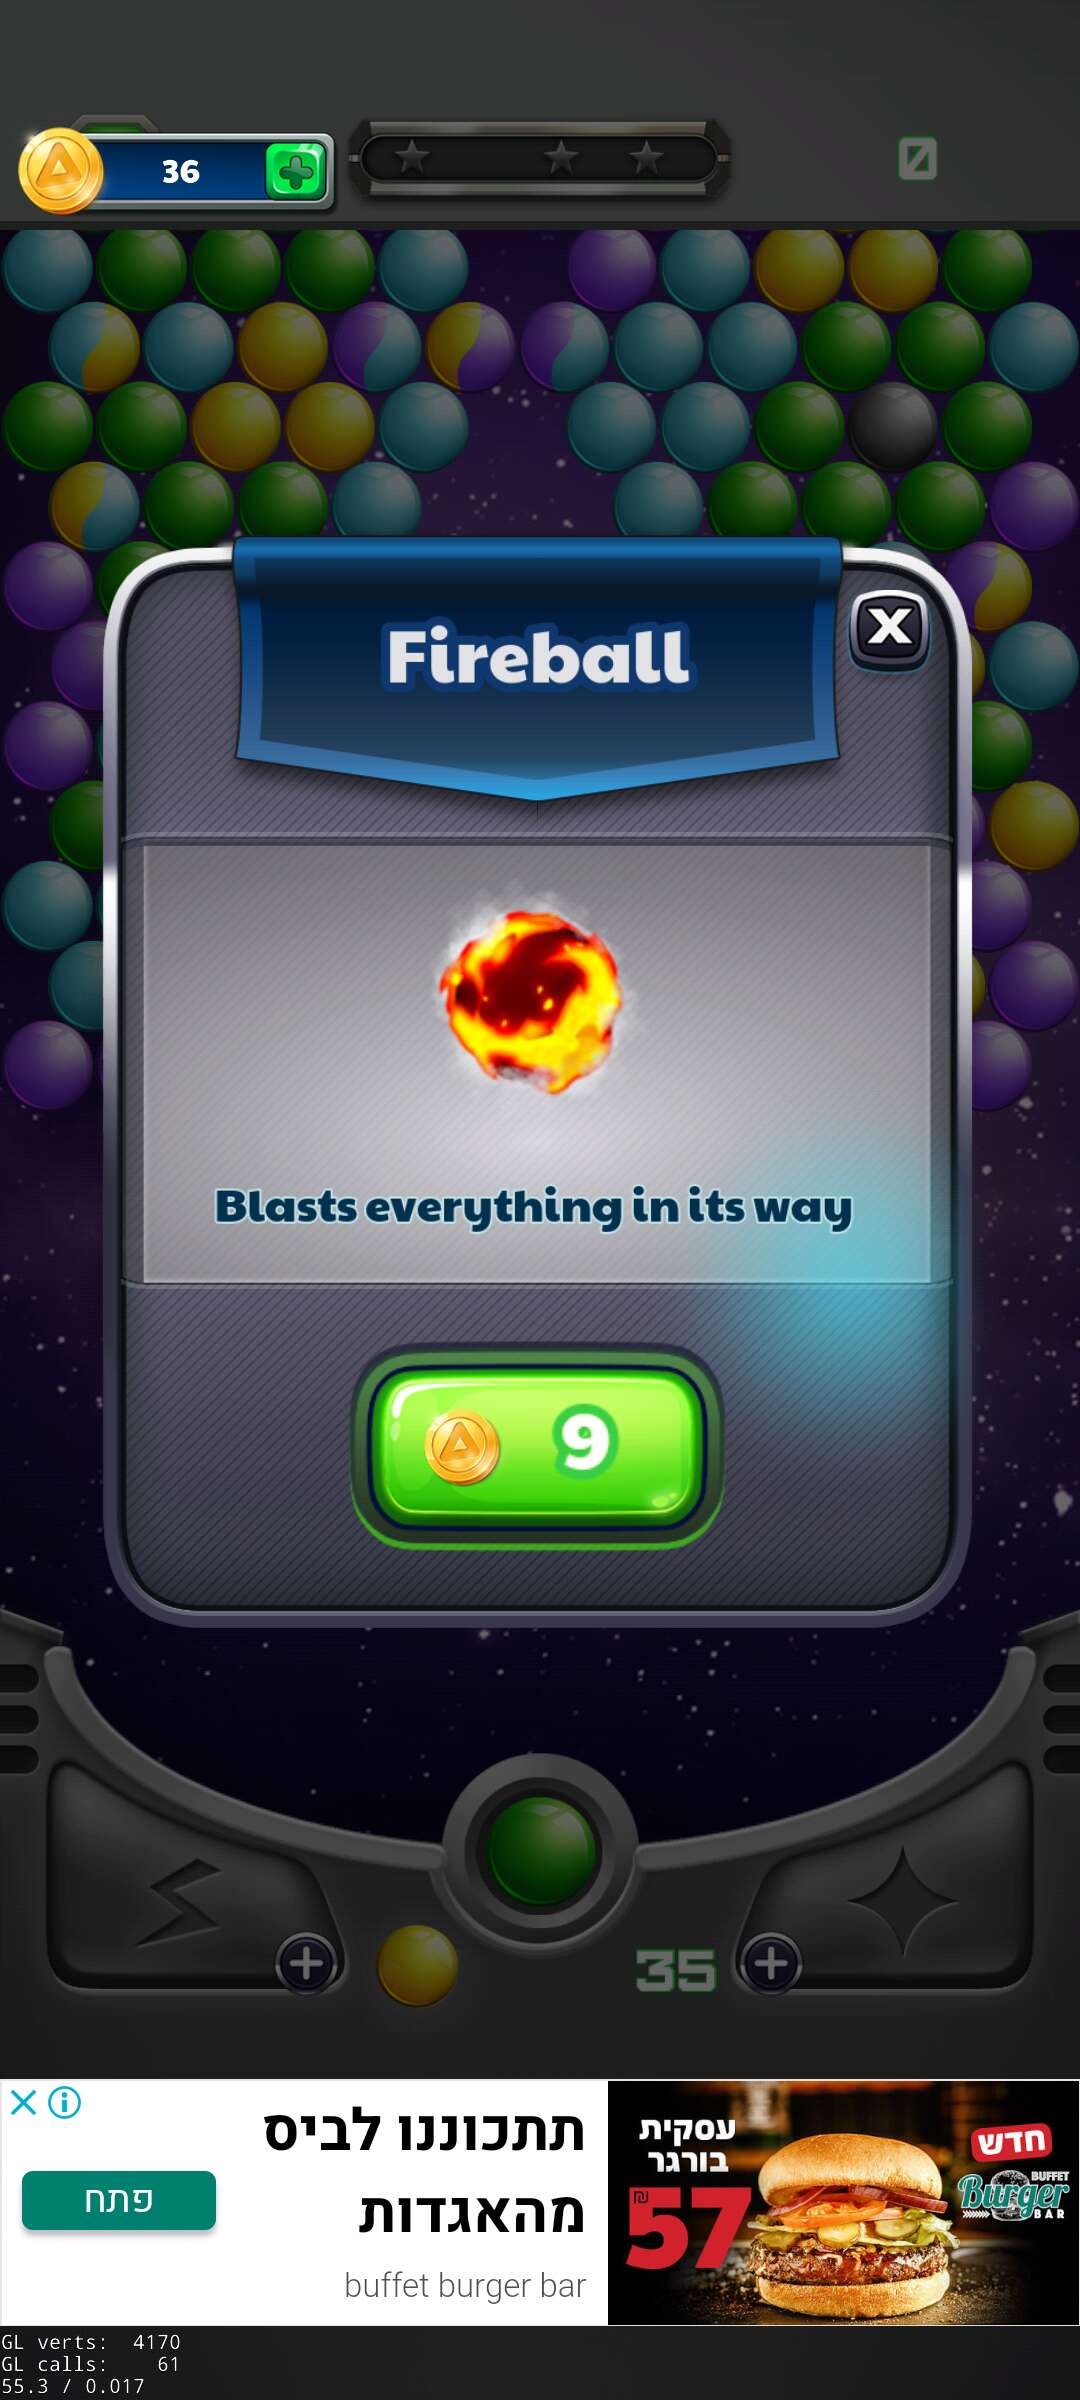 36
0
Fireball
X
Blasts everything in its way
9
35
תתכוננו לביס
מהאגדות
buffet burger bar
פתח
עסקית
בורגר
₪
57
חדש
BUFFET
Burger
BAR
GL verts: 4170
GL calls: 61
55.3 / 0.017